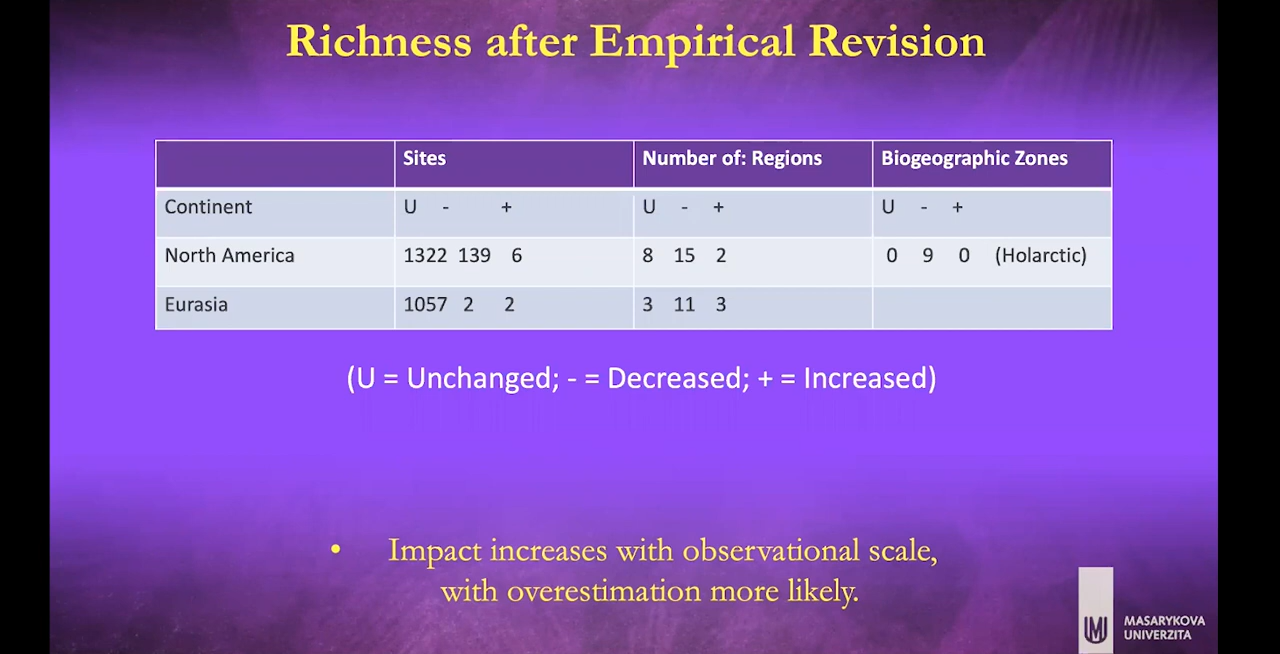 Richness after Empirical Revision
Sites Number of: Regions Biogeographic Zones
Continent U - + U - + U - +
North America 1322 139 6 8 15 2 0 9 0 (Holarctic)
Eurasia 1057 2 2 3 11 3
(U = Unchanged; - = Decreased; + = Increased)
• Impact increases with observational scale,
with overestimation more likely.
MASARYKOVA
UNIVERZITA